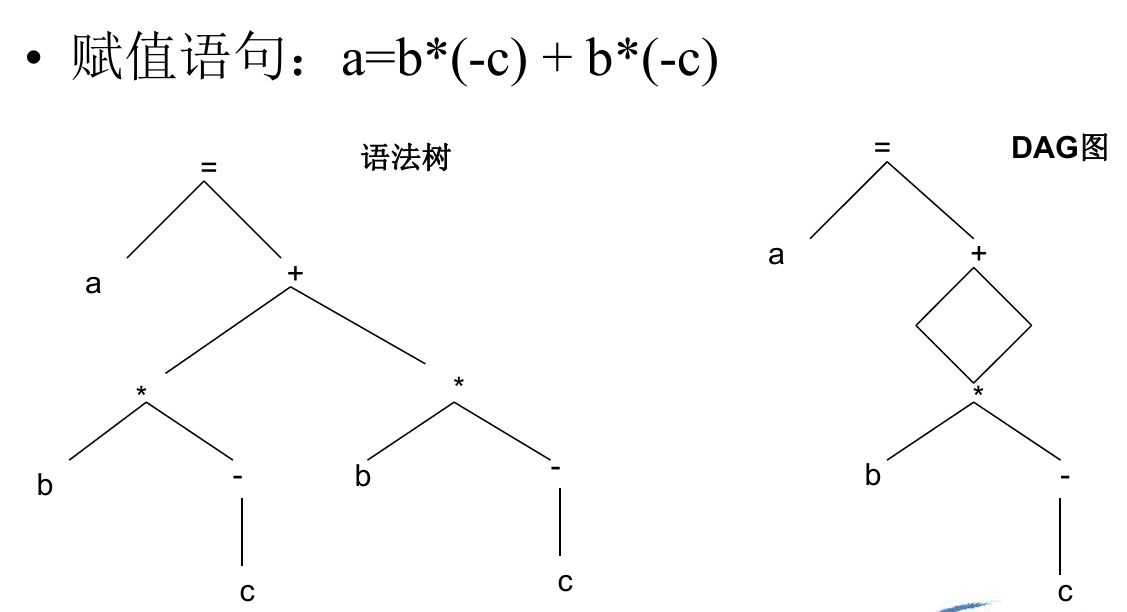 • 赋值语句：a=b*(-c) + b*(-c)
语法树
=
a
+
*
*
b
-
b
-
c
c
DAG图
=
a
+
*
b
-
c